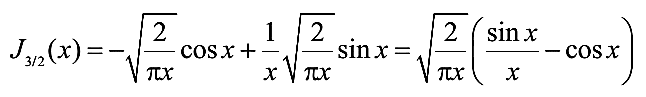 J_{3/2}(x) = -\sqrt{\frac{2}{\pi x}} \cos x + \frac{1}{x} \sqrt{\frac{2}{\pi x}} \sin x = \sqrt{\frac{2}{\pi x}} \left( \frac{\sin x}{x} - \cos x \right)